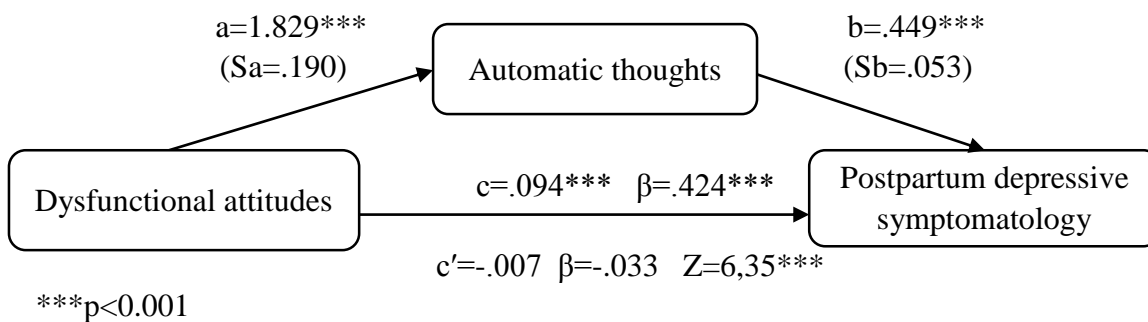 a=1.829***
(Sa=.190)
Automatic thoughts
b=.449***
(Sb=.053)
Dysfunctional attitudes
c=.094*** β=.424***
Postpartum depressive
symptomatology
c′=-.007 β=-.033 Z=6,35***
***p<0.001